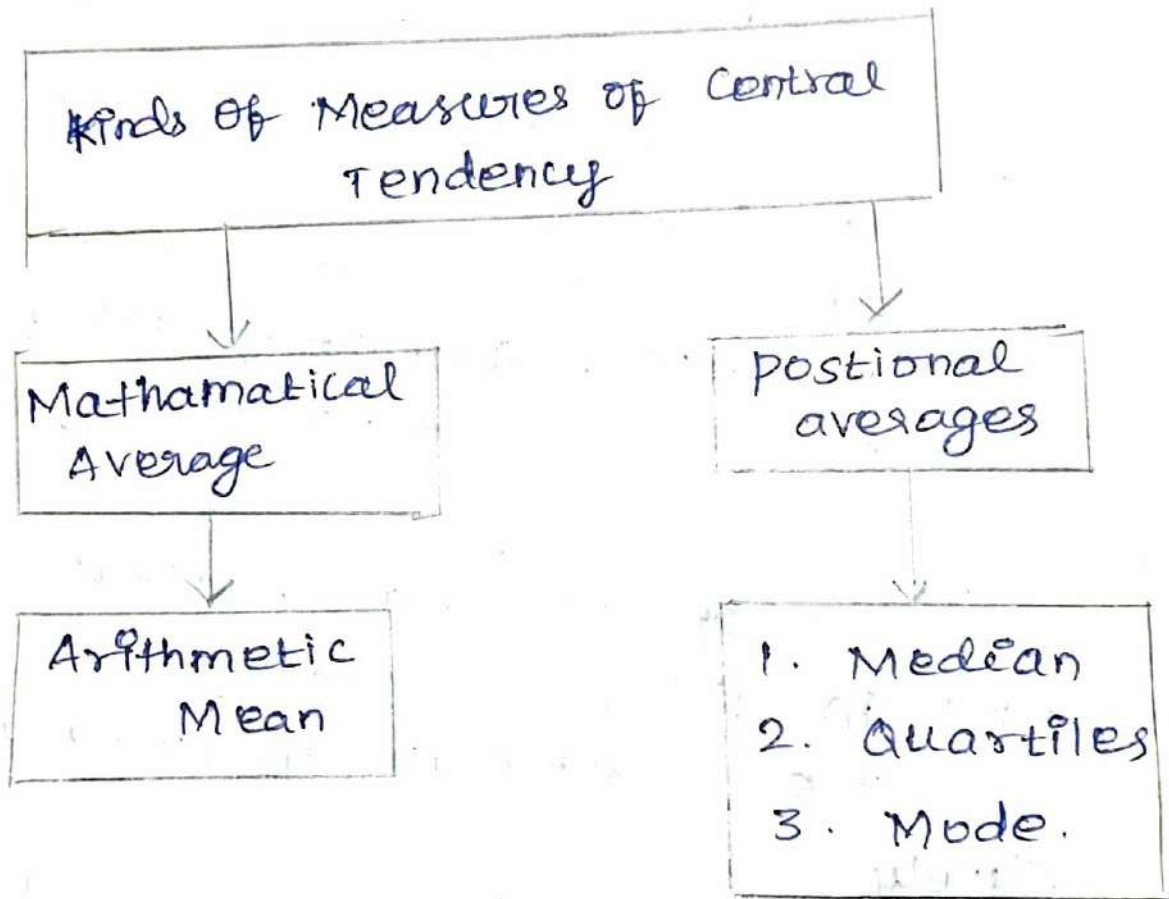 Kinds of Measures of Central
Tendency
Mathamatical
Average
Postional
averages
Arithmetic
Mean
1. Median
2. Quartiles
3. Mode.